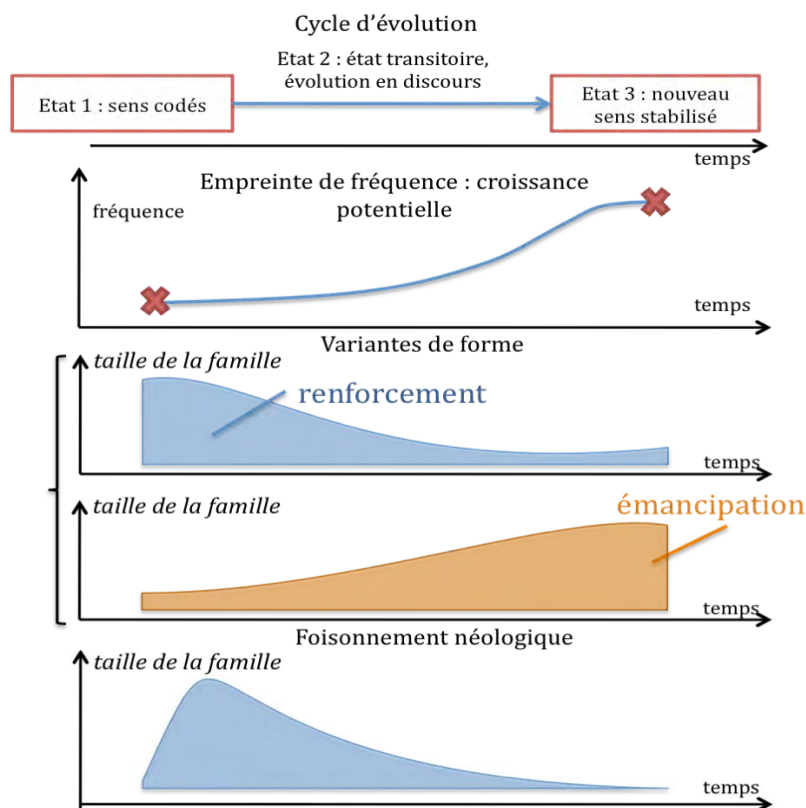 Cycle d'évolution
Etat 2 : état transitoire,
évolution en discours
Etat 1 : sens codés
Etat 3 : nouveau
sens stabilisé
temps
Empreinte de fréquence : croissance
potentielle
fréquence
temps
Variantes de forme
taille de la famille
renforcement
temps
taille de la famille
émancipation
temps
Foisonnement néologique
taille de la famille
temps